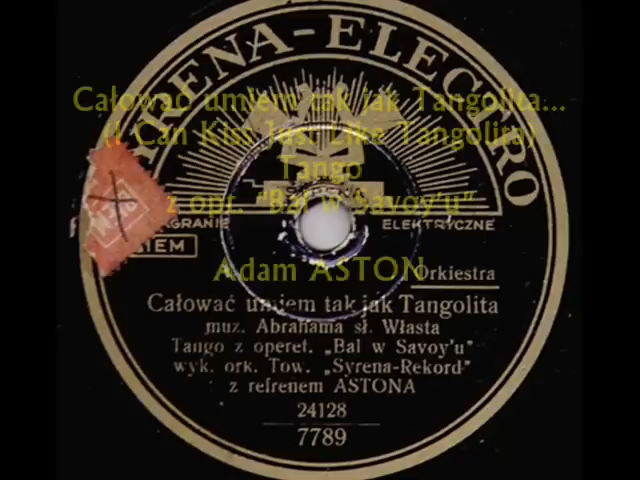 SYRENA-ELECTRO
Całować umiem tak jak Tangolita...
(I Can Kiss Just Like Tangolita)
Tango
z opt. "Bal w Savoy'u"
NAGRANIE ELEKTRYCZNE
Adam ASTON
Orkiestra
Całować umiem tak jak Tangolita
muz. Abrahama sł. Własta
Tango z operet. „Bal w Savoy'u"
wyk. ork. Tow. „Syrena-Rekord"
z refrenem ASTONA
24128
7789